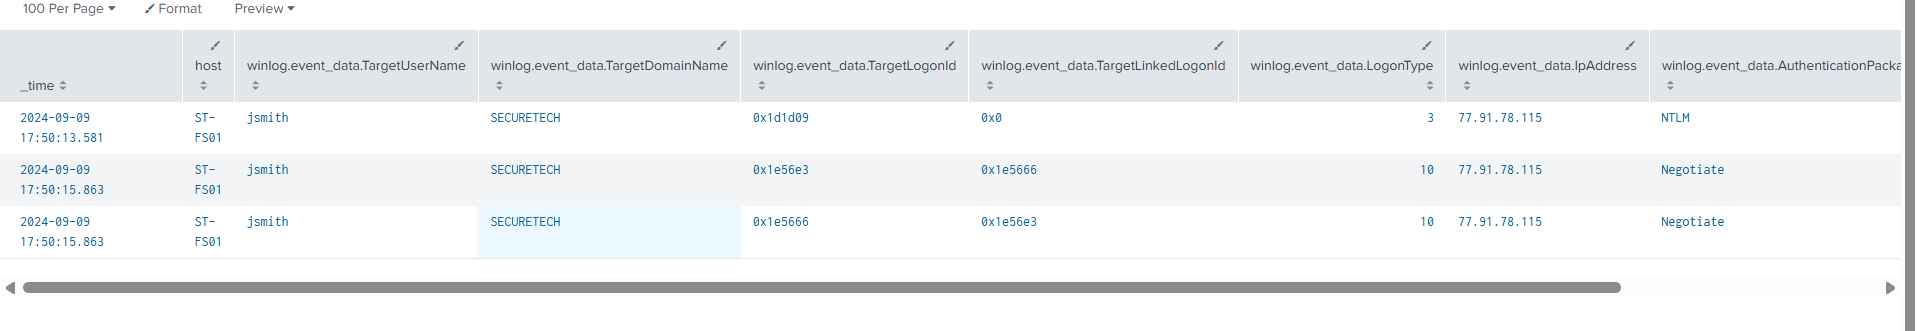 100 Per Page Format Preview
_time host winlog.event_data.TargetUserName winlog.event_data.TargetDomainName winlog.event_data.TargetLogonId winlog.event_data.TargetLinkedLogonId winlog.event_data.LogonType winlog.event_data.IpAddress winlog.event_data.AuthenticationPacka
2024-09-09 ST- jsmith SECURETECH 0x1d1d09 0x0 3 77.91.78.115 NTLM
17:50:13.581 FS01
2024-09-09 ST- jsmith SECURETECH 0x1e56e3 0x1e5666 10 77.91.78.115 Negotiate
17:50:15.863 FS01
2024-09-09 ST- jsmith SECURETECH 0x1e5666 0x1e56e3 10 77.91.78.115 Negotiate
17:50:15.863 FS01